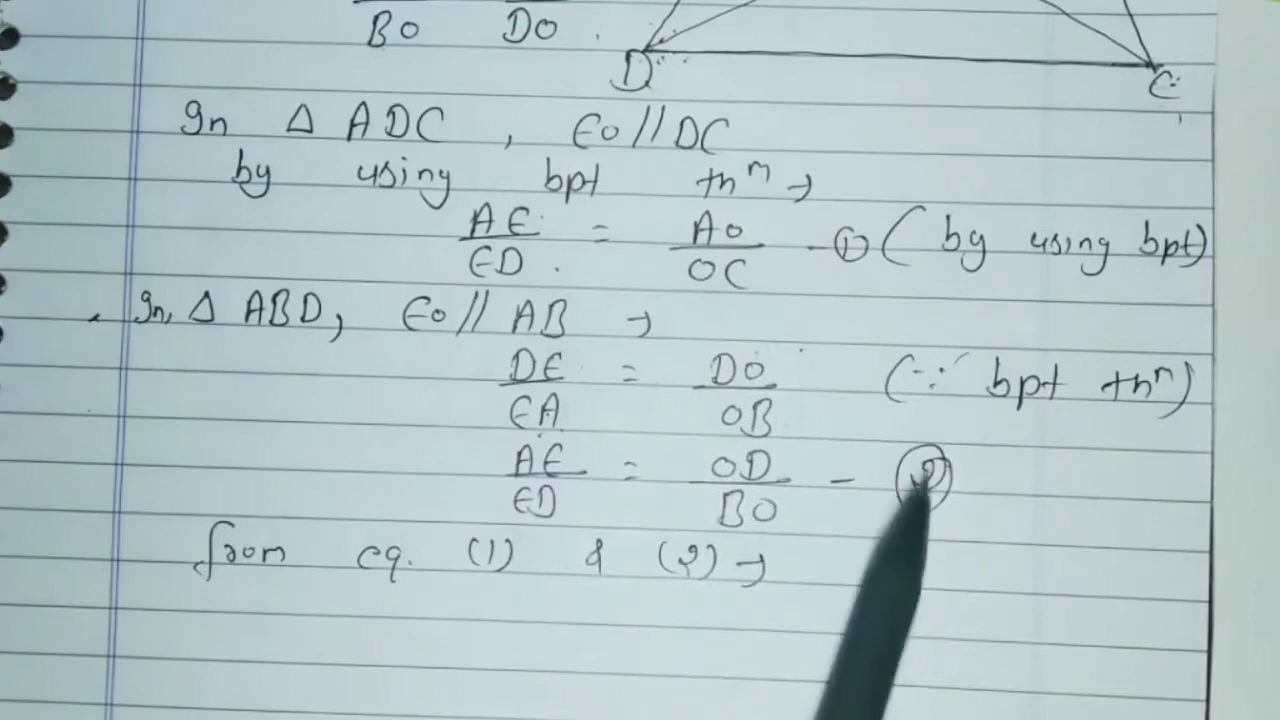 BO DO .
D C
In Δ ADC , EO // DC
by using bpt thm →
AE/ED = AO/OC - ① ( by using bpt)
In, Δ ABD, EO // AB →
DE/EA = DO/OB (∵ bpt thn)
AE/ED = OD/BO - ②
from eq. (1) & (2) →